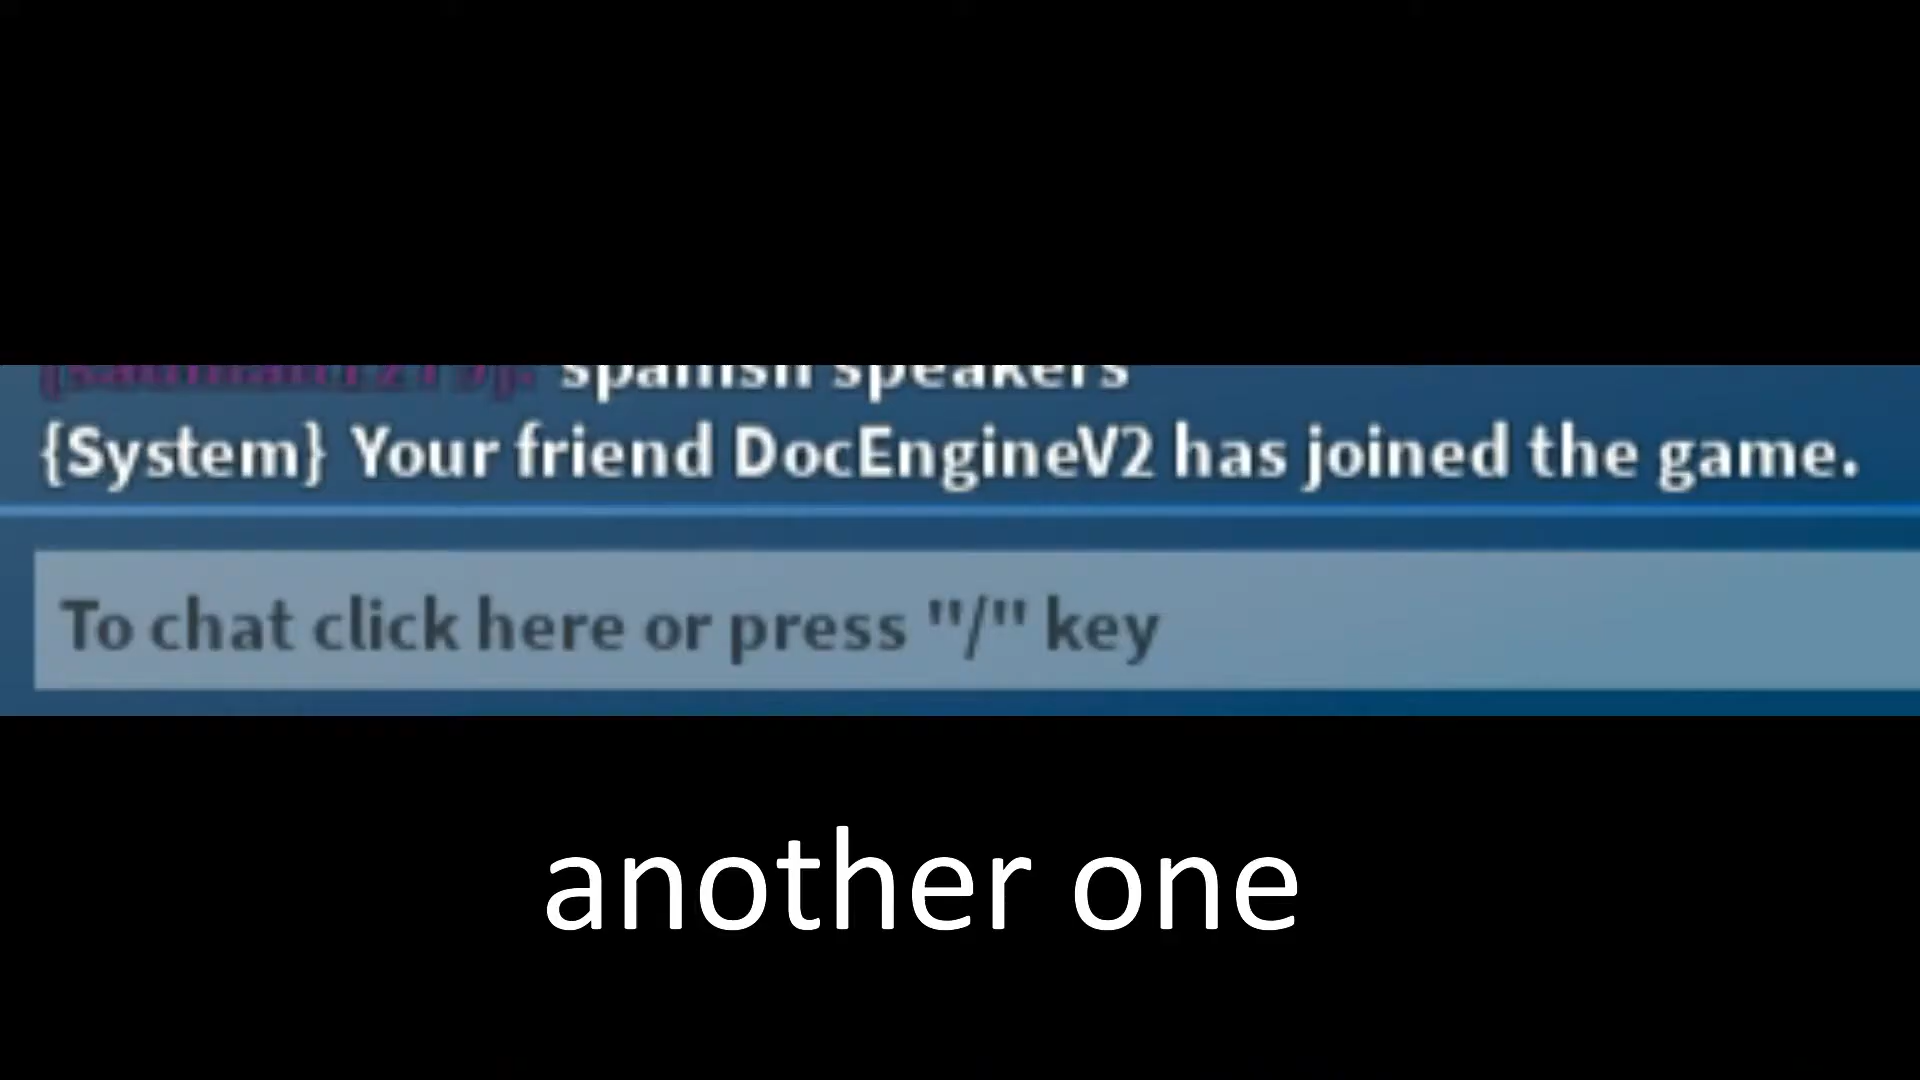 spanish speakers
{System} Your friend DocEngineV2 has joined the game.
To chat click here or press "/" key
another one